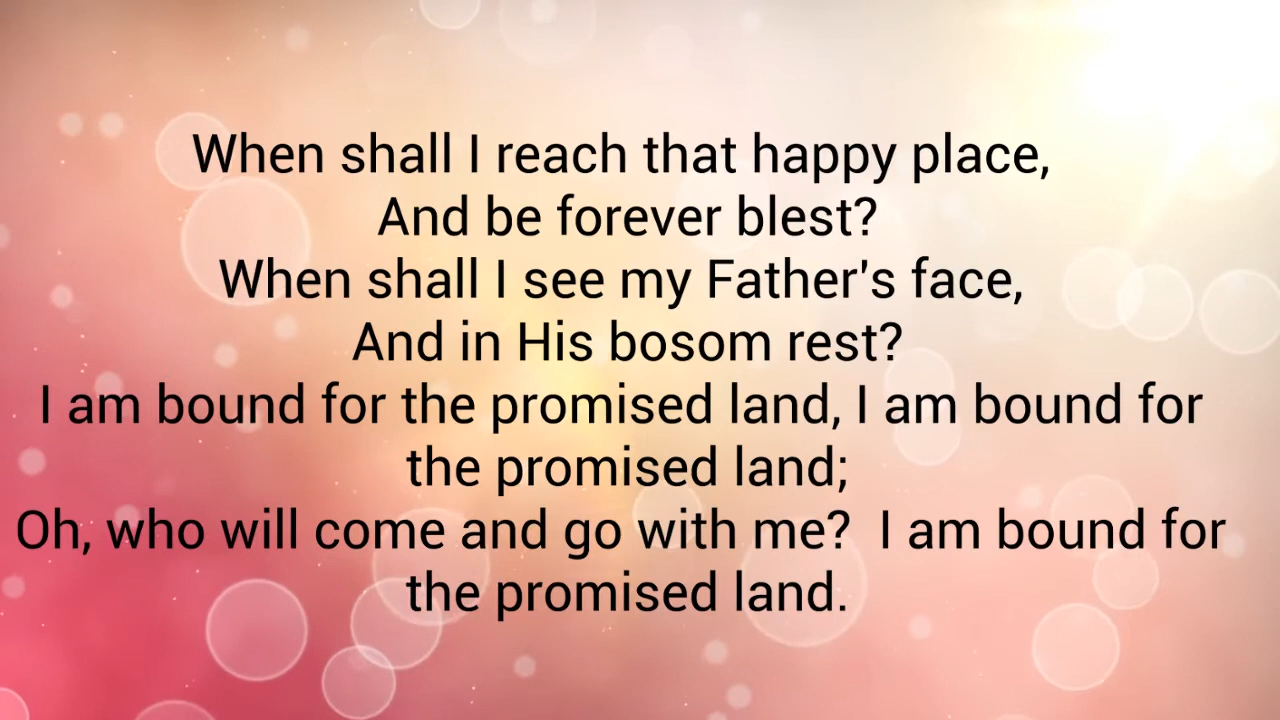 When shall I reach that happy place,
And be forever blest?
When shall I see my Father's face,
And in His bosom rest?
I am bound for the promised land, I am bound for
the promised land;
Oh, who will come and go with me?  I am bound for
the promised land.